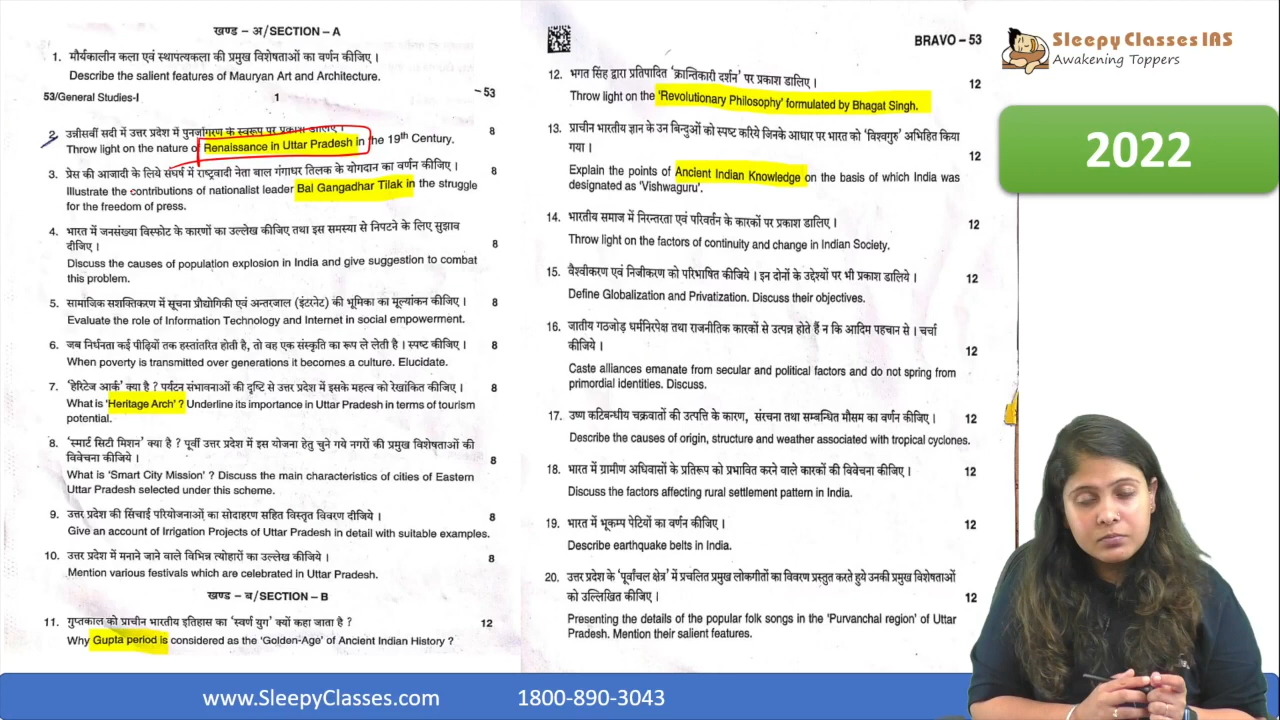 खण्ड – अ/SECTION – A
1. मौर्यकालीन कला एवं स्थापत्यकला की प्रमुख विशेषताओं का वर्णन कीजिए।
Describe the salient features of Mauryan Art and Architecture.
53/General Studies-I 1 – 53
2. उन्नीसवीं सदी में उत्तर प्रदेश में पुनर्जागरण के स्वरूप पर प्रकाश डालिए। 8
Throw light on the nature of Renaissance in Uttar Pradesh in the 19th Century.
3. प्रेस की आजादी के लिये संघर्ष में राष्ट्रवादी नेता बाल गंगाधर तिलक के योगदान का वर्णन कीजिए। 8
Illustrate the contributions of nationalist leader Bal Gangadhar Tilak in the struggle
for the freedom of press.
4. भारत में जनसंख्या विस्फोट के कारणों का उल्लेख कीजिए तथा इस समस्या से निपटने के लिए सुझाव
दीजिए। 8
Discuss the causes of population explosion in India and give suggestion to combat
this problem.
5. सामाजिक सशक्तिकरण में सूचना प्रौद्योगिकी एवं अन्तरजाल (इंटरनेट) की भूमिका का मूल्यांकन कीजिए। 8
Evaluate the role of Information Technology and Internet in social empowerment.
6. जब निर्धनता कई पीढ़ियों तक हस्तांतरित होती है, तो वह एक संस्कृति का रूप ले लेती है। स्पष्ट कीजिए। 8
When poverty is transmitted over generations it becomes a culture. Elucidate.
7. 'हेरिटेज आर्क' क्या है ? पर्यटन संभावनाओं की दृष्टि से उत्तर प्रदेश में इसके महत्व को रेखांकित कीजिए। 8
What is 'Heritage Arch' ? Underline its importance in Uttar Pradesh in terms of tourism
potential.
8. 'स्मार्ट सिटी मिशन' क्या है ? पूर्वी उत्तर प्रदेश में इस योजना हेतु चुने गये नगरों की प्रमुख विशेषताओं की
विवेचना कीजिये। 8
What is 'Smart City Mission' ? Discuss the main characteristics of cities of Eastern
Uttar Pradesh selected under this scheme.
9. उत्तर प्रदेश की सिंचाई परियोजनाओं का सोदाहरण सहित विस्तृत विवरण दीजिये। 8
Give an account of Irrigation Projects of Uttar Pradesh in detail with suitable examples.
10. उत्तर प्रदेश में मनाने जाने वाले विभिन्न त्योहारों का उल्लेख कीजिये। 8
Mention various festivals which are celebrated in Uttar Pradesh.
खण्ड – ब/SECTION – B
11. गुप्तकाल को प्राचीन भारतीय इतिहास का 'स्वर्ण युग' क्यों कहा जाता है ? 12
Why Gupta period is considered as the 'Golden-Age' of Ancient Indian History ?
BRAVO – 53
12. भगत सिंह द्वारा प्रतिपादित 'क्रान्तिकारी दर्शन' पर प्रकाश डालिए। 12
Throw light on the 'Revolutionary Philosophy' formulated by Bhagat Singh.
13. प्राचीन भारतीय ज्ञान के उन बिन्दुओं को स्पष्ट करिये जिनके आधार पर भारत को 'विश्वगुरु' अभिहित किया
गया। 12
Explain the points of Ancient Indian Knowledge on the basis of which India was
designated as 'Vishwaguru'.
14. भारतीय समाज में निरन्तरता एवं परिवर्तन के कारकों पर प्रकाश डालिए। 12
Throw light on the factors of continuity and change in Indian Society.
15. वैश्वीकरण एवं निजीकरण को परिभाषित कीजिये। इन दोनों के उद्देश्यों पर भी प्रकाश डालिये। 12
Define Globalization and Privatization. Discuss their objectives.
16. जातीय गठजोड़ धर्मनिरपेक्ष तथा राजनीतिक कारकों से उत्पन्न होते हैं न कि आदिम पहचान से। चर्चा
कीजिये। 12
Caste alliances emanate from secular and political factors and do not spring from
primordial identities. Discuss.
17. उष्ण कटिबन्धीय चक्रवातों की उत्पत्ति के कारण, संरचना तथा सम्बन्धित मौसम का वर्णन कीजिए। 12
Describe the causes of origin, structure and weather associated with tropical cyclones.
18. भारत में ग्रामीण अधिवासों के प्रतिरूप को प्रभावित करने वाले कारकों की विवेचना कीजिए। 12
Discuss the factors affecting rural settlement pattern in India.
19. भारत में भूकम्प पेटियों का वर्णन कीजिए। 12
Describe earthquake belts in India.
20. उत्तर प्रदेश के 'पूर्वांचल क्षेत्र' में प्रचलित प्रमुख लोकगीतों का विवरण प्रस्तुत करते हुये उनकी प्रमुख विशेषताओं
को उल्लिखित कीजिए। 12
Presenting the details of the popular folk songs in the 'Purvanchal region' of Uttar
Pradesh. Mention their salient features.
Sleepy Classes IAS
Awakening Toppers
2022
www.SleepyClasses.com 1800-890-3043